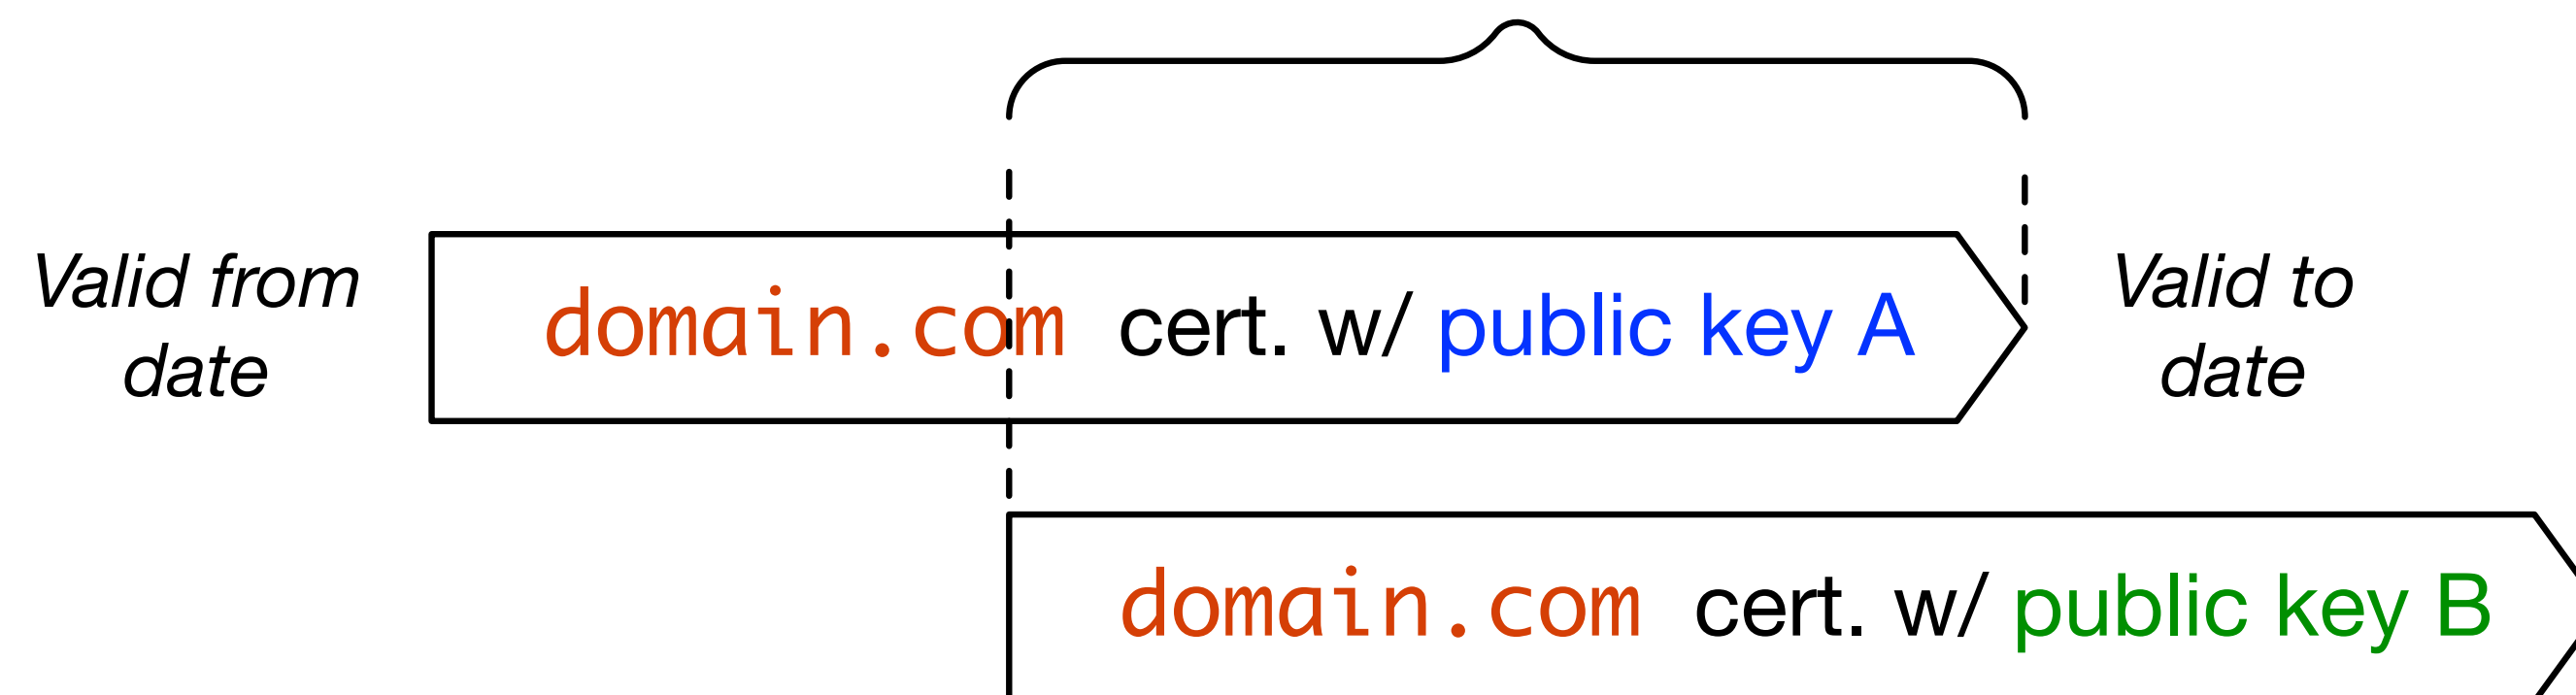 Valid from
date
domain.com cert. w/ public key A
Valid to
date
domain.com cert. w/ public key B